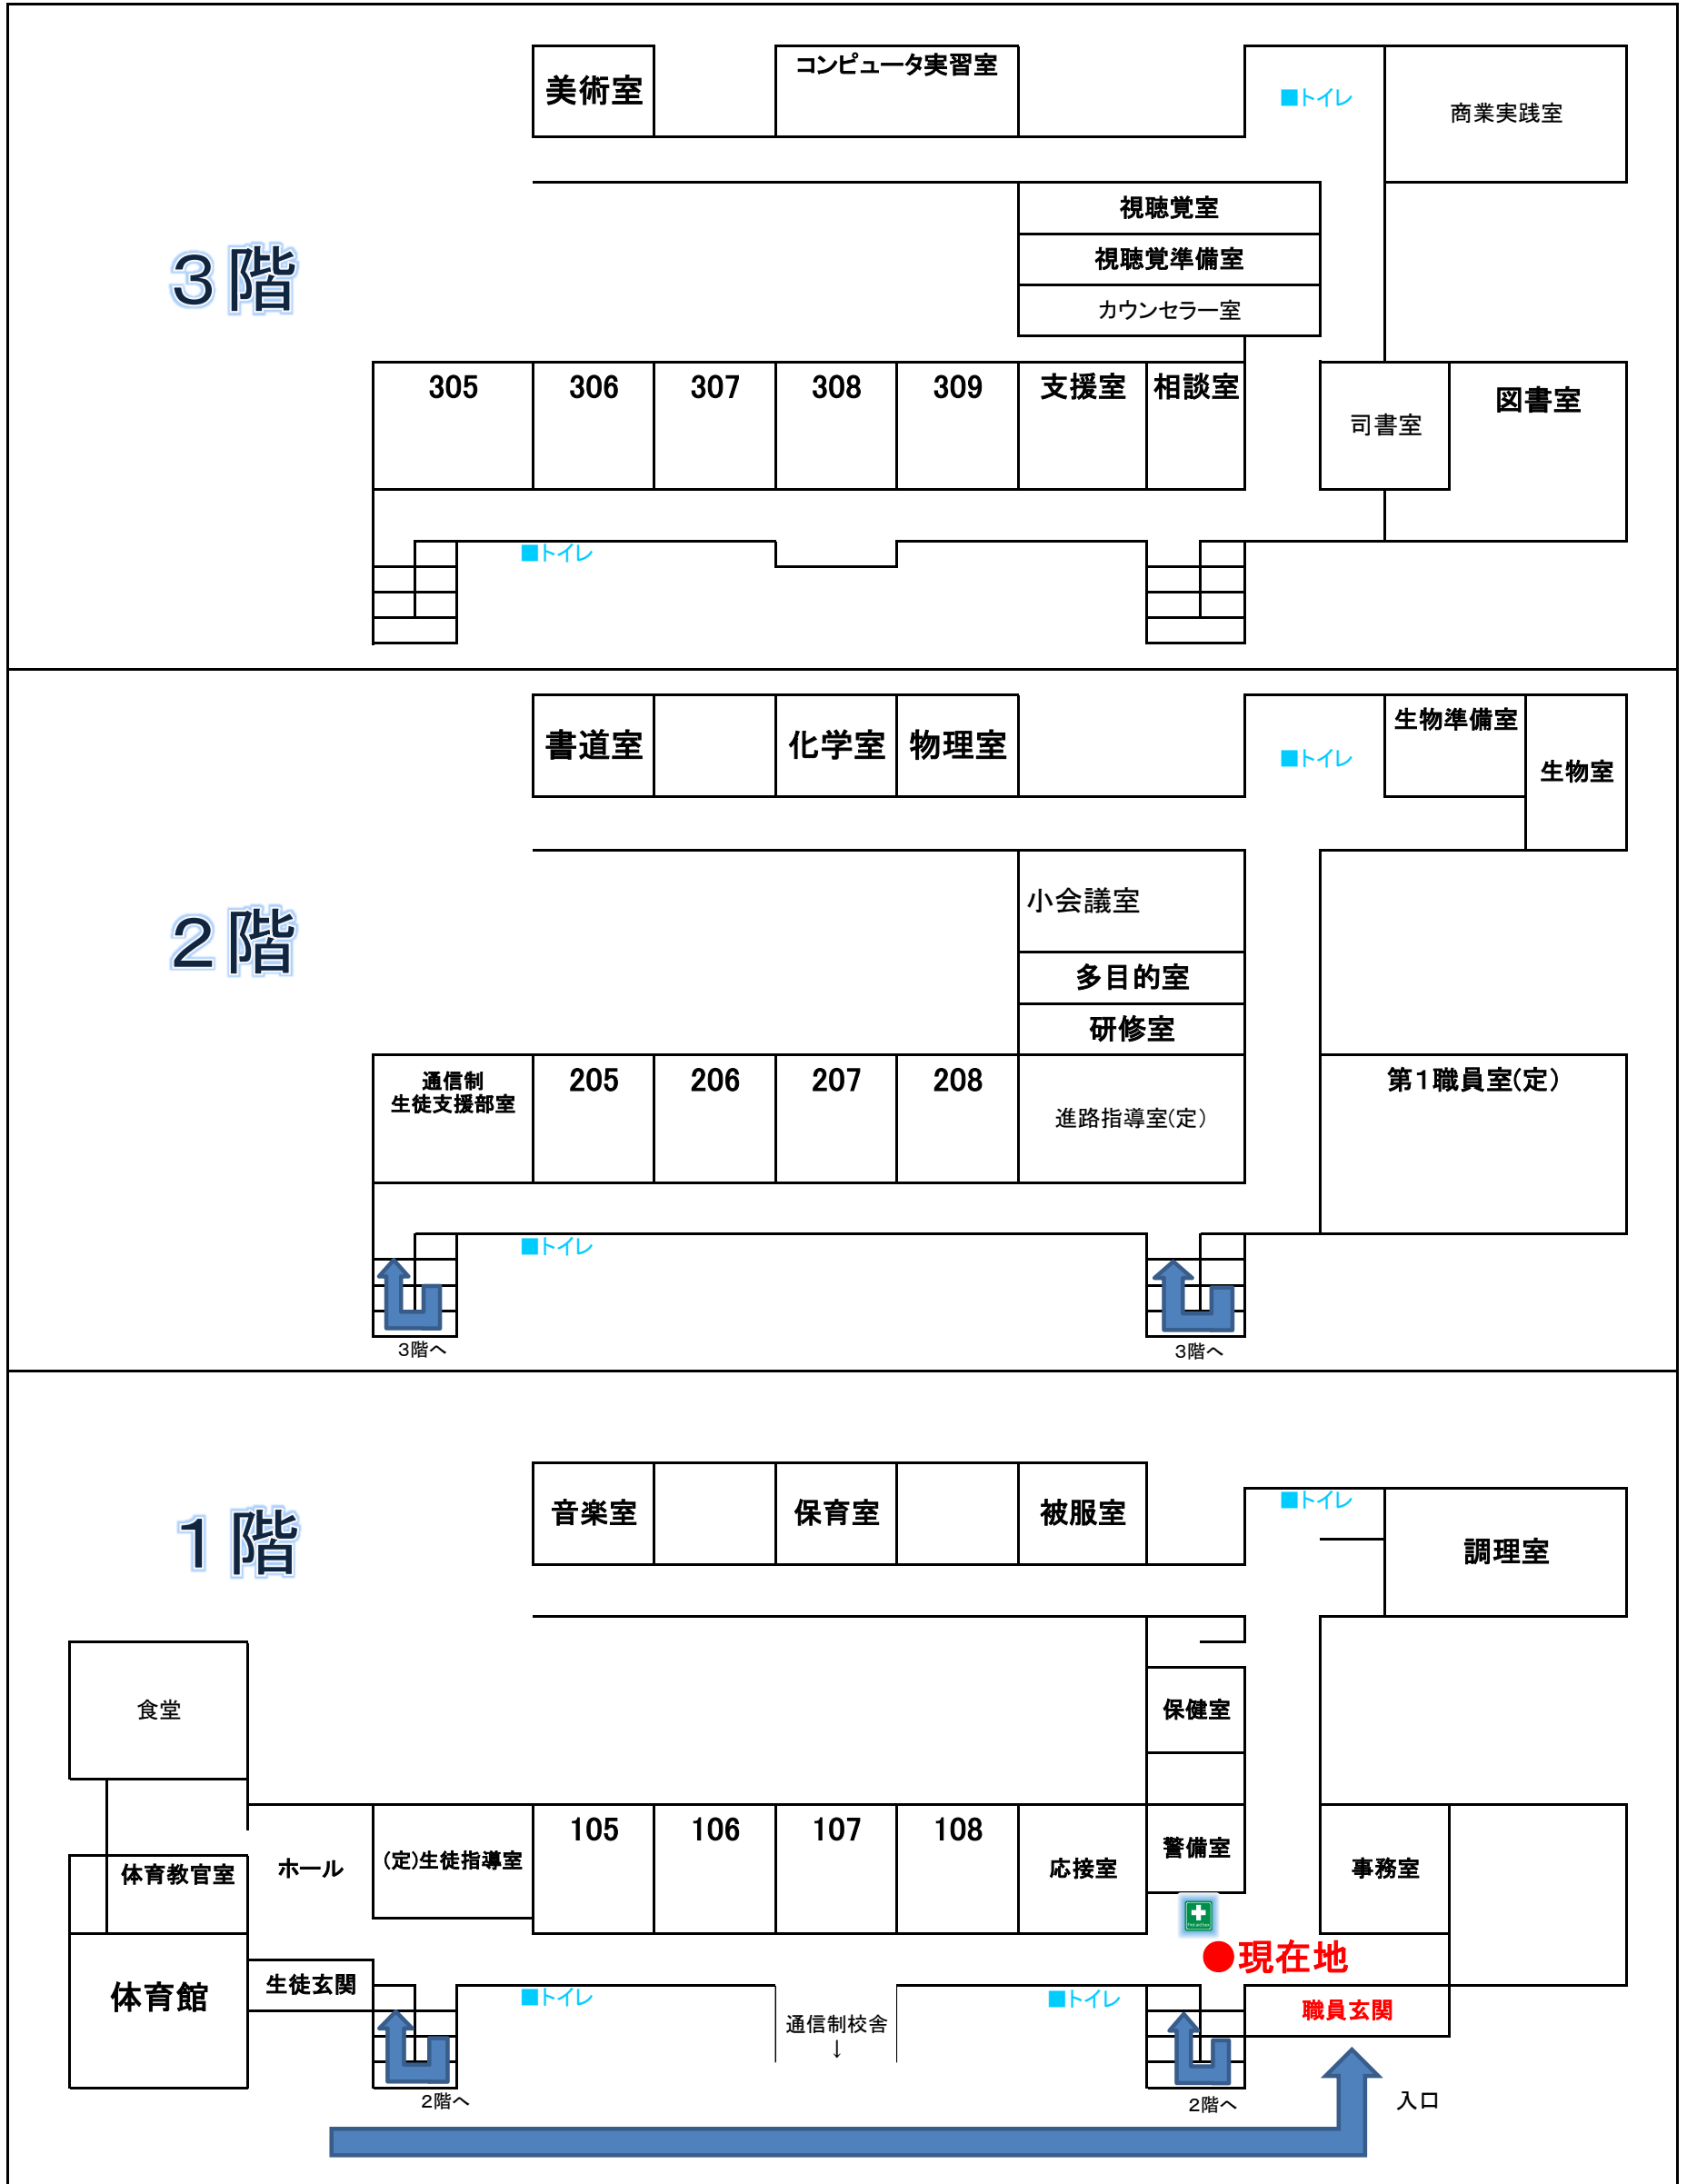 美術室
コンピュータ実習室
■トイレ
商業実践室
視聴覚室
視聴覚準備室
カウンセラー室
3階
305
306
307
308
309
支援室
相談室
司書室
図書室
■トイレ
書道室
化学室
物理室
■トイレ
生物準備室
生物室
小会議室
多目的室
研修室
2階
通信制
生徒支援部室
205
206
207
208
進路指導室(定)
第1職員室(定)
■トイレ
3階へ
3階へ
1階
音楽室
保育室
被服室
■トイレ
調理室
食堂
保健室
体育教官室
ホール
(定)生徒指導室
105
106
107
108
応接室
警備室
事務室
●現在地
体育館
生徒玄関
■トイレ
通信制校舎
↓
■トイレ
職員玄関
2階へ
2階へ
入口